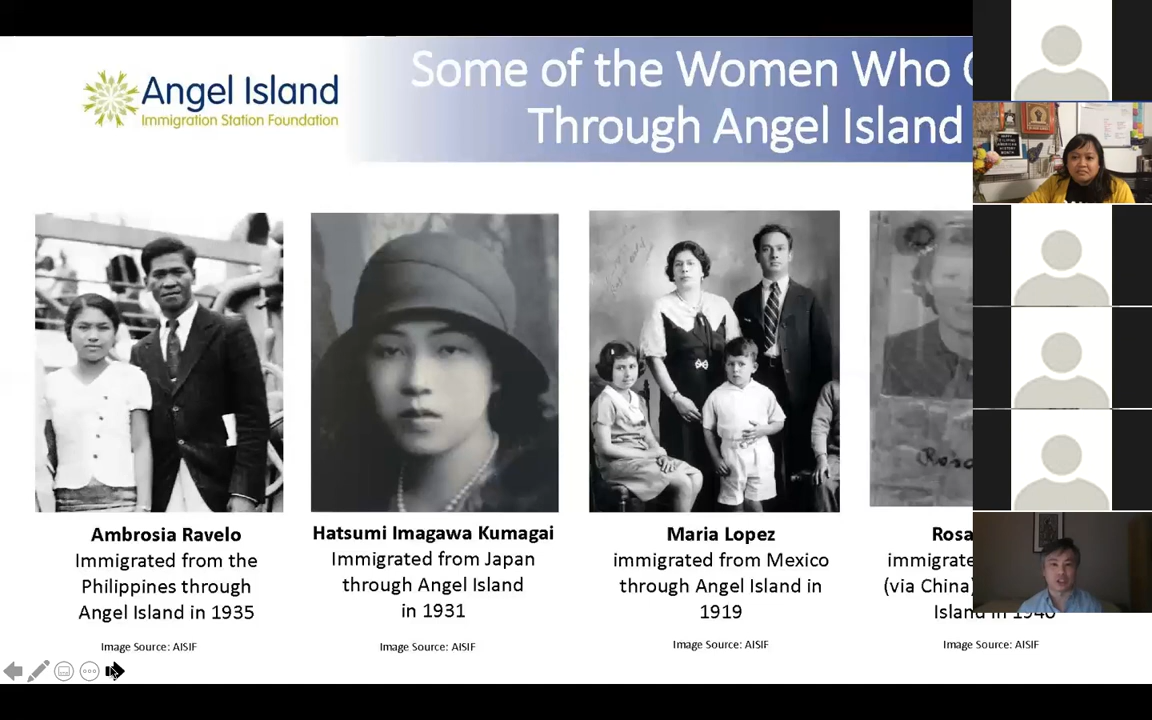 Angel Island
Immigration Station Foundation
Some of the Women Who
Through Angel Island
Ambrosia Ravelo
Immigrated from the
Philippines through
Angel Island in 1935
Image Source: AISIF
Hatsumi Imagawa Kumagai
Immigrated from Japan
through Angel Island
in 1931
Image Source: AISIF
Maria Lopez
immigrated from Mexico
through Angel Island in
1919
Image Source: AISIF
Rosa
immigrate
(via China)
Island in 1940
Image Source: AISIF